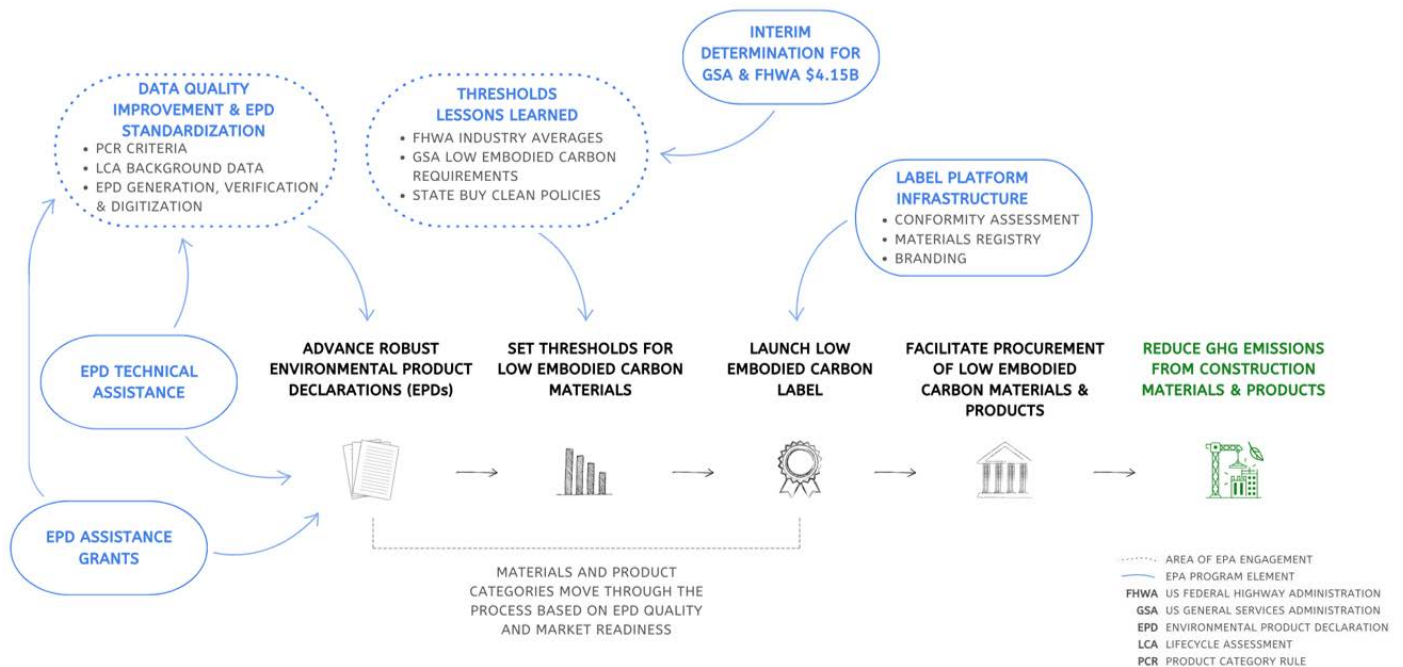 INTERIM
DETERMINATION FOR
GSA & FHWA $4.15B
DATA QUALITY
IMPROVEMENT & EPD
STANDARDIZATION
• PCR CRITERIA
• LCA BACKGROUND DATA
• EPD GENERATION, VERIFICATION
& DIGITIZATION
THRESHOLDS
LESSONS LEARNED
• FHWA INDUSTRY AVERAGES
• GSA LOW EMBODIED CARBON
REQUIREMENTS
• STATE BUY CLEAN POLICIES
LABEL PLATFORM
INFRASTRUCTURE
• CONFORMITY ASSESSMENT
• MATERIALS REGISTRY
• BRANDING
EPD TECHNICAL
ASSISTANCE
ADVANCE ROBUST
ENVIRONMENTAL PRODUCT
DECLARATIONS (EPDs)
SET THRESHOLDS FOR
LOW EMBODIED CARBON
MATERIALS
LAUNCH LOW
EMBODIED CARBON
LABEL
FACILITATE PROCUREMENT
OF LOW EMBODIED
CARBON MATERIALS &
PRODUCTS
REDUCE GHG EMISSIONS
FROM CONSTRUCTION
MATERIALS & PRODUCTS
EPD ASSISTANCE
GRANTS
MATERIALS AND PRODUCT
CATEGORIES MOVE THROUGH THE
PROCESS BASED ON EPD QUALITY
AND MARKET READINESS
AREA OF EPA ENGAGEMENT
EPA PROGRAM ELEMENT
FHWA US FEDERAL HIGHWAY ADMINISTRATION
GSA US GENERAL SERVICES ADMINISTRATION
EPD ENVIRONMENTAL PRODUCT DECLARATION
LCA LIFECYCLE ASSESSMENT
PCR PRODUCT CATEGORY RULE